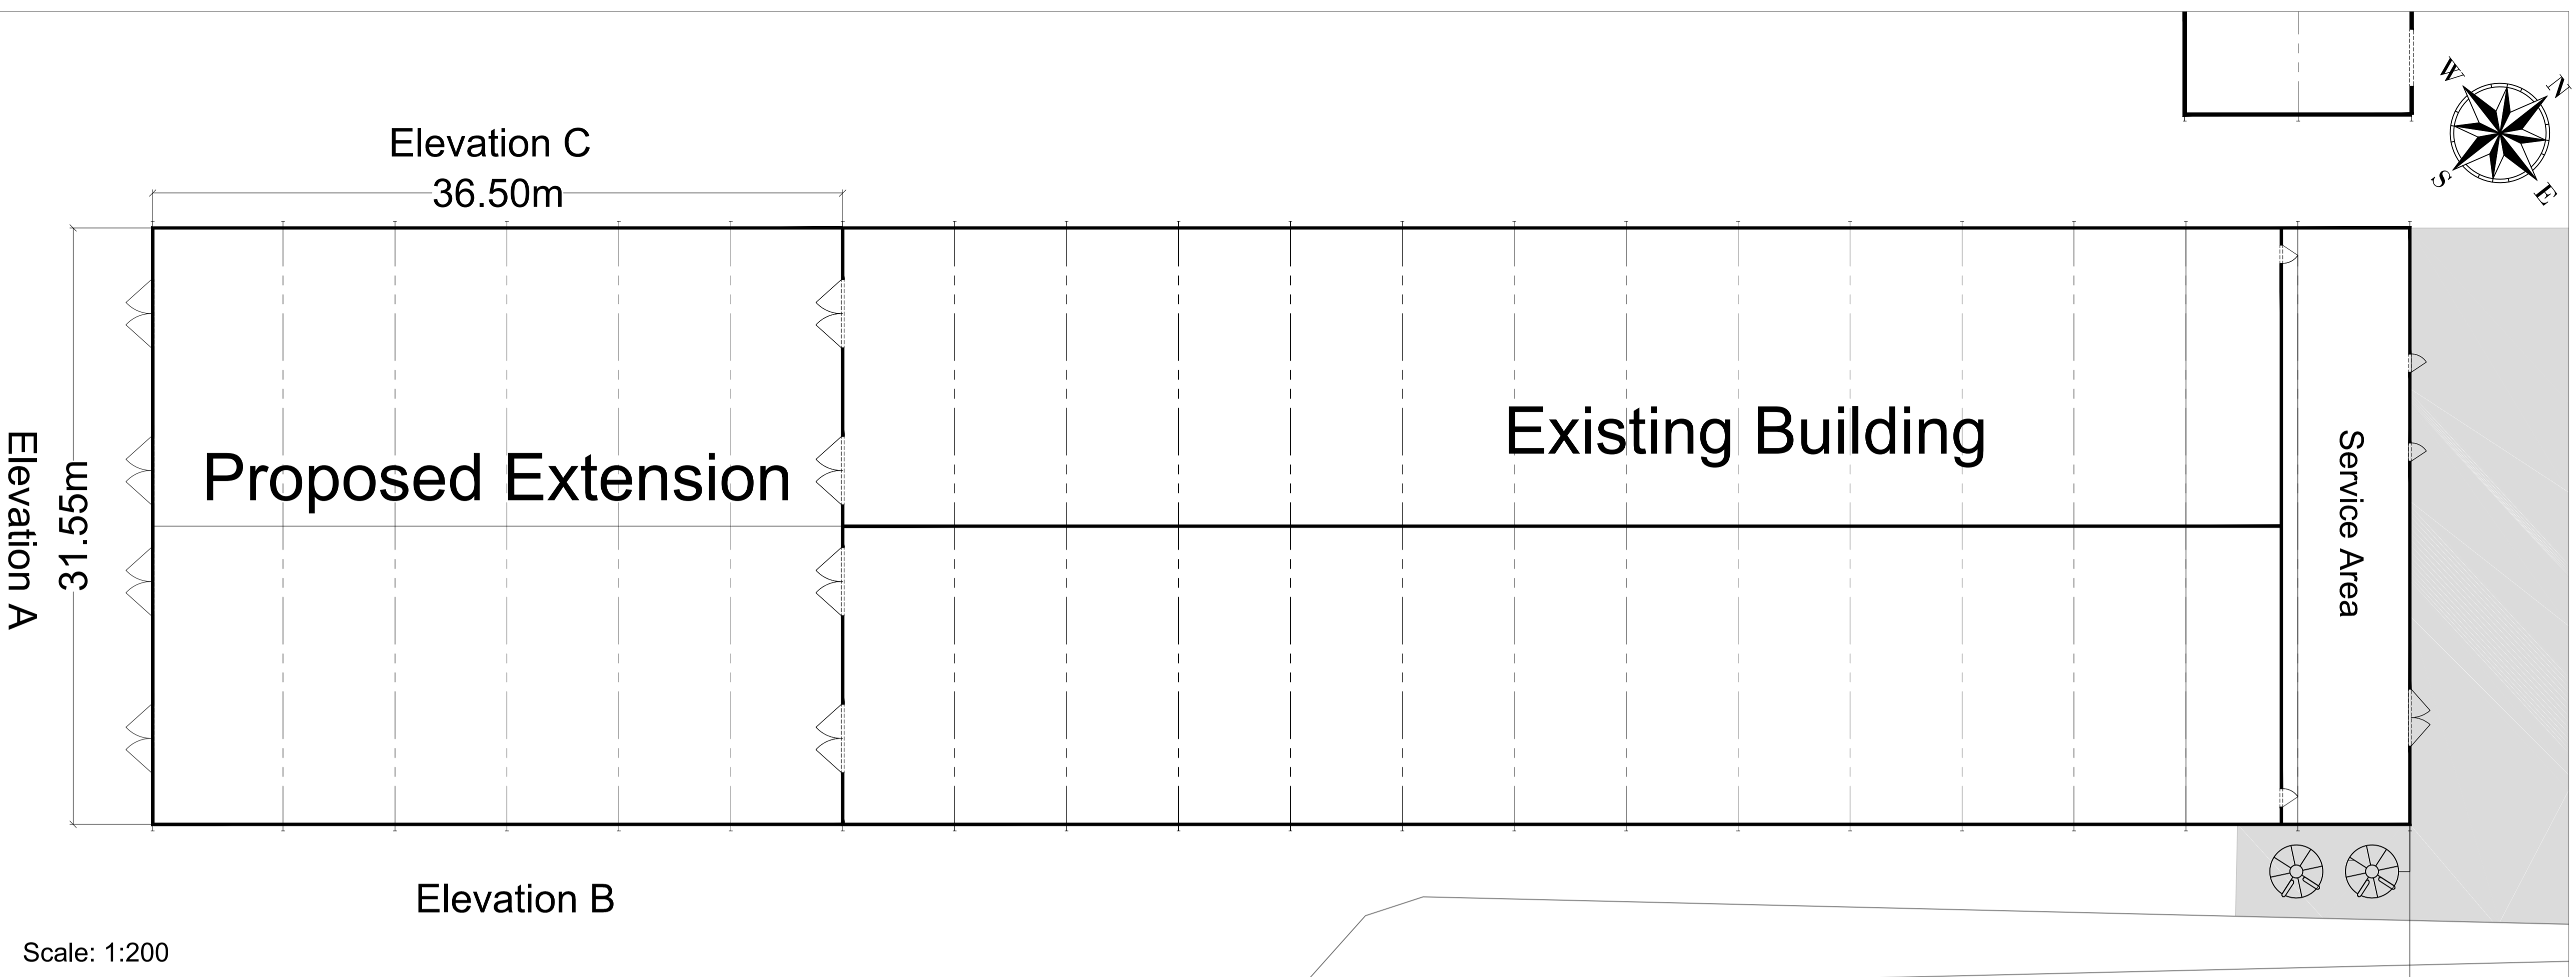 W
N
S
E
Elevation C
36.50m
Elevation A
31.55m
Proposed Extension
Existing Building
Service Area
Elevation B
Scale: 1:200